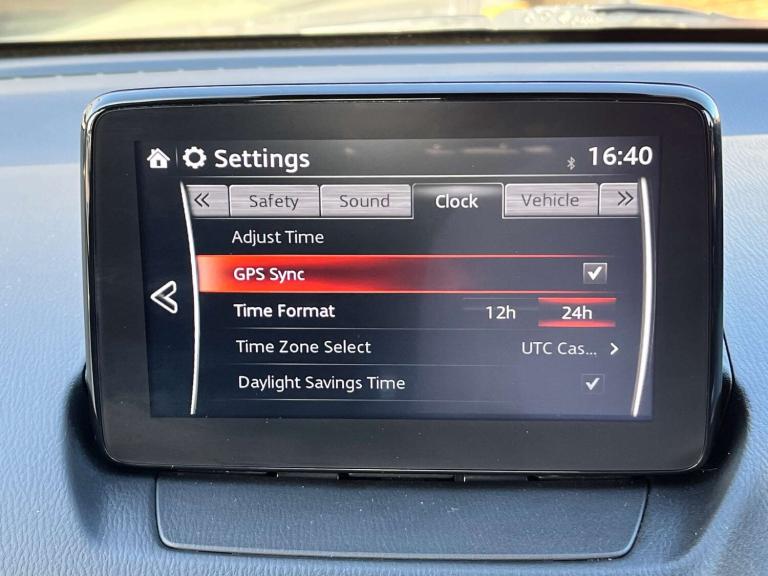 Settings 16:40
« Safety Sound Clock Vehicle »
Adjust Time
GPS Sync
Time Format 12h 24h
Time Zone Select UTC Cas... >
Daylight Savings Time